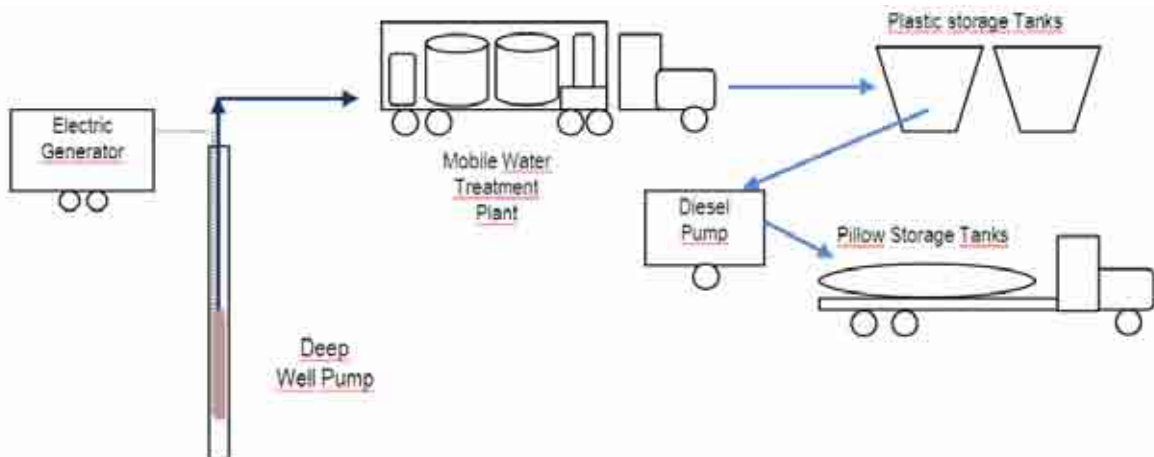 Plastic storage Tanks
Electric
Generator
Mobile Water
Treatment
Plant
Diesel
Pump
Pillow Storage Tanks
Deep
Well Pump